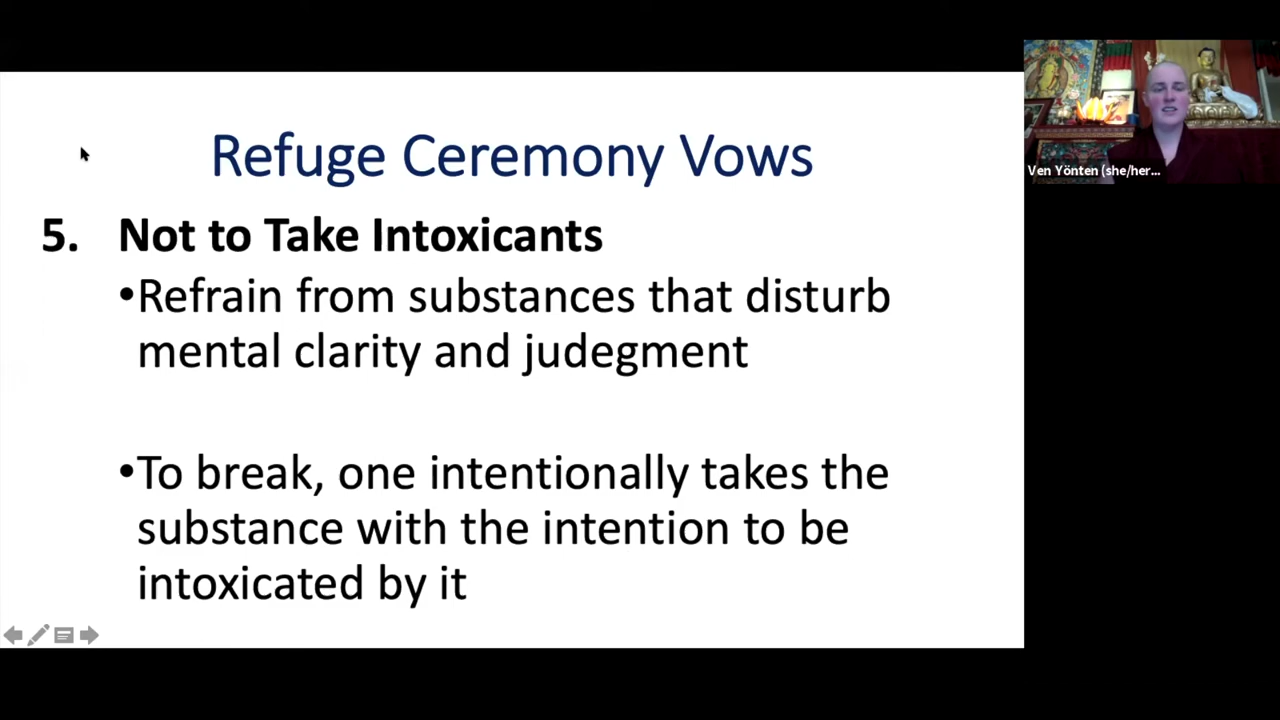 Refuge Ceremony Vows
5. Not to Take Intoxicants
•Refrain from substances that disturb
mental clarity and judegment
•To break, one intentionally takes the
substance with the intention to be
intoxicated by it
Ven Yönten (she/her...